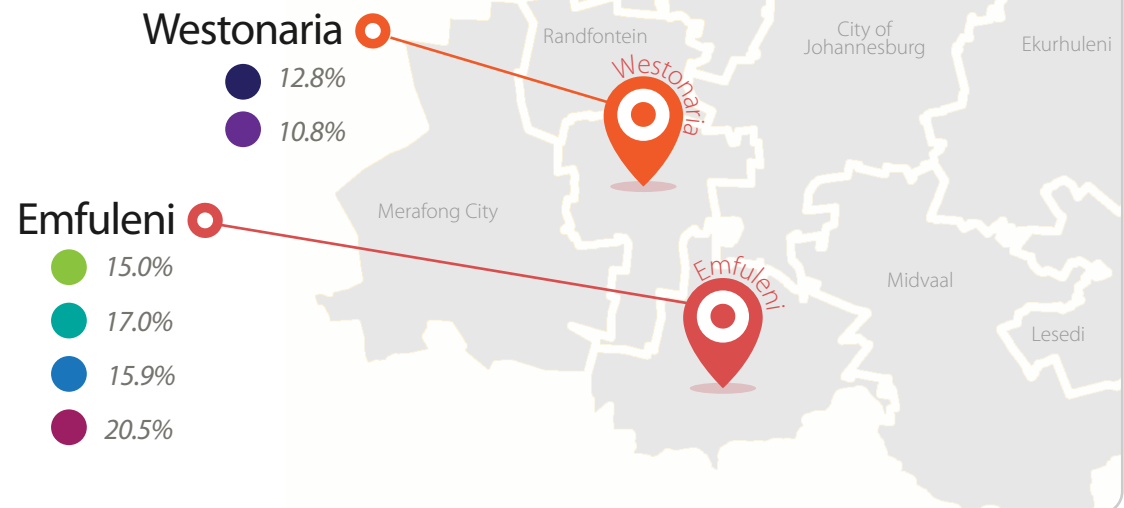 Westonaria
12.8%
10.8%
Emfuleni
15.0%
17.0%
15.9%
20.5%
Randfontein
City of
Johannesburg
Ekurhuleni
Westonaria
Merafong City
Emfuleni
Midvaal
Lesedi